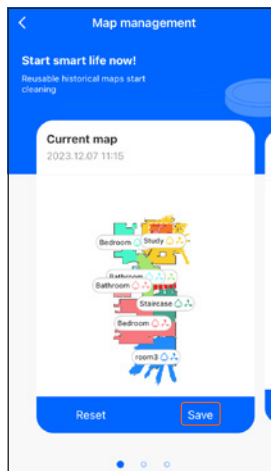 Map management
Start smart life now!
Reusable historical maps start
cleaning
Current map
2023.12.07 11:15
Bedroom
Study
Bathroom
Bathroom
Staircase
Bedroom
room3
Reset
Save